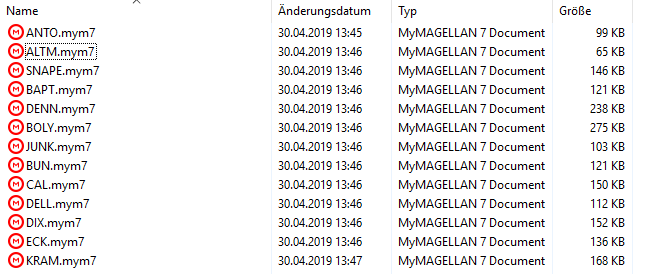 Name Änderungsdatum Typ Größe
ANTO.mym7 30.04.2019 13:45 MyMAGELLAN 7 Document 99 KB
ALTM.mym7 30.04.2019 13:46 MyMAGELLAN 7 Document 65 KB
SNAPE.mym7 30.04.2019 13:46 MyMAGELLAN 7 Document 146 KB
BAPT.mym7 30.04.2019 13:46 MyMAGELLAN 7 Document 121 KB
DENN.mym7 30.04.2019 13:46 MyMAGELLAN 7 Document 238 KB
BOLY.mym7 30.04.2019 13:46 MyMAGELLAN 7 Document 275 KB
JUNK.mym7 30.04.2019 13:46 MyMAGELLAN 7 Document 103 KB
BUN.mym7 30.04.2019 13:46 MyMAGELLAN 7 Document 121 KB
CAL.mym7 30.04.2019 13:46 MyMAGELLAN 7 Document 150 KB
DELL.mym7 30.04.2019 13:46 MyMAGELLAN 7 Document 112 KB
DIX.mym7 30.04.2019 13:46 MyMAGELLAN 7 Document 152 KB
ECK.mym7 30.04.2019 13:46 MyMAGELLAN 7 Document 136 KB
KRAM.mym7 30.04.2019 13:47 MyMAGELLAN 7 Document 168 KB